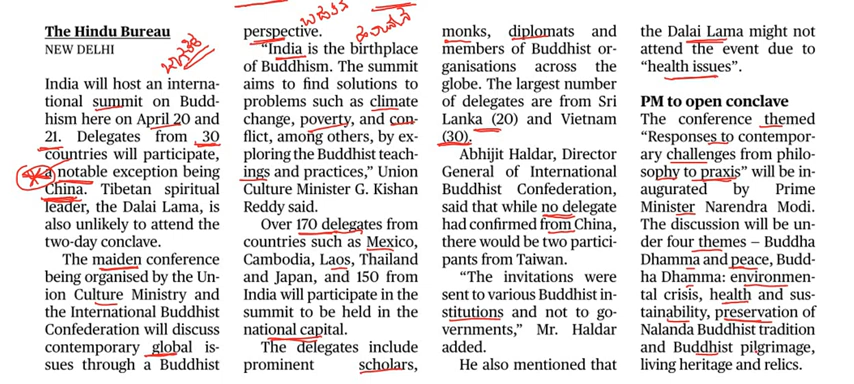 The Hindu Bureau
NEW DELHI
India will host an interna-
tional summit on Bud-
hism here on April 20 and
21. Delegates from 30
countries will participate,
a notable exception being
China. Tibetan spiritual
leader, the Dalai Lama, is
also unlikely to attend the
two-day conclave.
The maiden conference
being organised by the Un-
ion Culture Ministry and
the International Buddhist
Confederation will discuss
contemporary global is-
sues through a Buddhist
perspective.
"India is the birthplace
of Buddhism. The summit
aims to find solutions to
problems such as climate
change, poverty, and con-
flict, among others, by ex-
ploring the Buddhist teach-
ings and practices," Union
Culture Minister G. Kishan
Reddy said.
Over 170 delegates from
countries such as Mexico,
Cambodia, Laos, Thailand
and Japan, and 150 from
India will participate in the
summit to be held in the
national capital.
The delegates include
prominent scholars,
monks, diplomats and
members of Buddhist or-
ganisations across the
globe. The largest number
of delegates are from Sri
Lanka (20) and Vietnam
(30).
Abhijit Haldar, Director
General of International
Buddhist Confederation,
said that while no delegate
had confirmed from China,
there would be two partici-
pants from Taiwan.
"The invitations were
sent to various Buddhist in-
stitutions and not to go-
vernments," Mr. Haldar
added.
He also mentioned that
the Dalai Lama might not
attend the event due to
"health issues".
PM to open conclave
The conference themed
"Responses to contempor-
ary challenges from philo-
sophy to praxis" will be in-
augurated by Prime
Minister Narendra Modi.
The discussion will be un-
der four themes – Buddha
Dhamma and peace, Budd-
ha Dhamma: environmen-
tal crisis, health and sus-
tainability, preservation of
Nalanda Buddhist tradition
and Buddhist pilgrimage,
living heritage and relics.